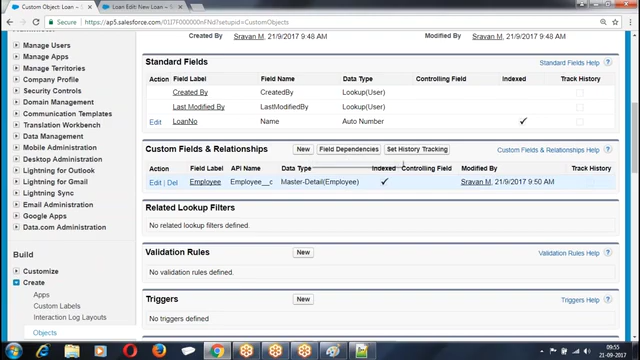 Custom Object: Loan ~
Loan Edit: New Loan ~ S
Secure
https://ap5.salesforce.com/01I7F000000nFNd?setupid=CustomObjects
Manage Users
Manage Apps
Manage Territories
Company Profile
Security Controls
Domain Management
Communication Templates
Translation Workbench
Data Management
Mobile Administration
Desktop Administration
Lightning for Outlook
Lightning for Gmail
Lightning Sync
Email Administration
Google Apps
Data.com Administration
Build
Customize
Create
Apps
Custom Labels
Interaction Log Layouts
Objects
Created By
Modified By
Sravan M, 21/9/2017 9:48 AM
Sravan M, 21/9/2017 9:48 AM
Standard Fields
Standard Fields Help ?
Action Field Label Field Name Data Type Controlling Field Indexed Track History
Created By CreatedBy Lookup(User)
Last Modified By LastModifiedBy Lookup(User)
Edit LoanNo Name Auto Number ✓
Custom Fields & Relationships New Field Dependencies Set History Tracking Custom Fields & Relationships Help ?
Action Field Label API Name Data Type Indexed Controlling Field Modified By Track History
Edit | Del Employee Employee__c Master-Detail(Employee) ✓ Sravan M, 21/9/2017 9:50 AM
Related Lookup Filters
No related lookup filters defined.
Validation Rules New Validation Rules Help ?
No validation rules defined.
Triggers New Triggers Help ?
No triggers defined
09:55
21-09-2017